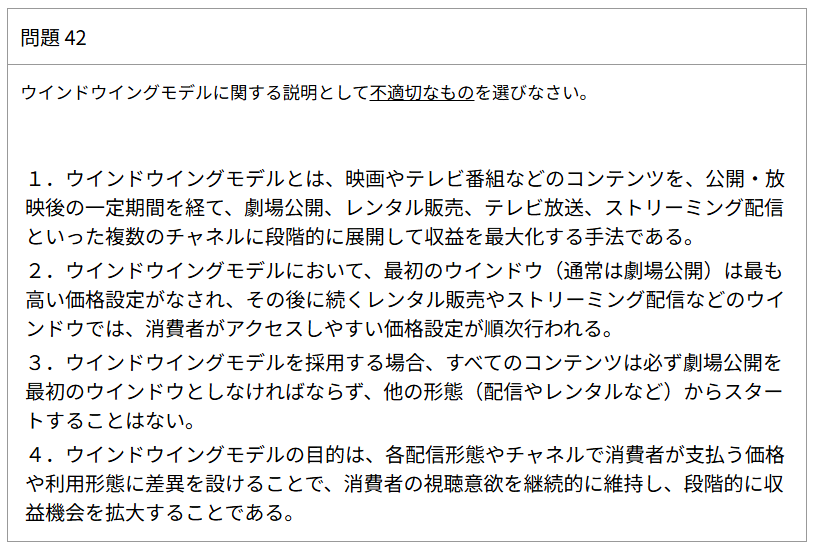 問題 42
ウインドウイングモデルに関する説明として不適切なものを選びなさい。
１．ウインドウイングモデルとは、映画やテレビ番組などのコンテンツを、公開・放
映後の一定期間を経て、劇場公開、レンタル販売、テレビ放送、ストリーミング配信
といった複数のチャネルに段階的に展開して収益を最大化する手法である。
２．ウインドウイングモデルにおいて、最初のウインドウ（通常は劇場公開）は最も
高い価格設定がなされ、その後に続くレンタル販売やストリーミング配信などのウイ
ンドウでは、消費者がアクセスしやすい価格設定が順次行われる。
３．ウインドウイングモデルを採用する場合、すべてのコンテンツは必ず劇場公開を
最初のウインドウとしなければならず、他の形態（配信やレンタルなど）からスター
トすることはない。
４．ウインドウイングモデルの目的は、各配信形態やチャネルで消費者が支払う価格
や利用形態に差異を設けることで、消費者の視聴意欲を継続的に維持し、段階的に収
益機会を拡大することである。